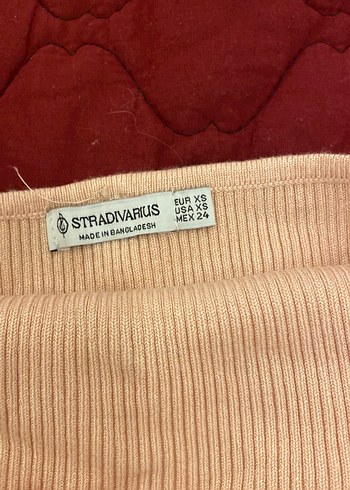 STRADIVARIUS
MADE IN BANGLADESH
EUR XS
USA XS
MEX 24